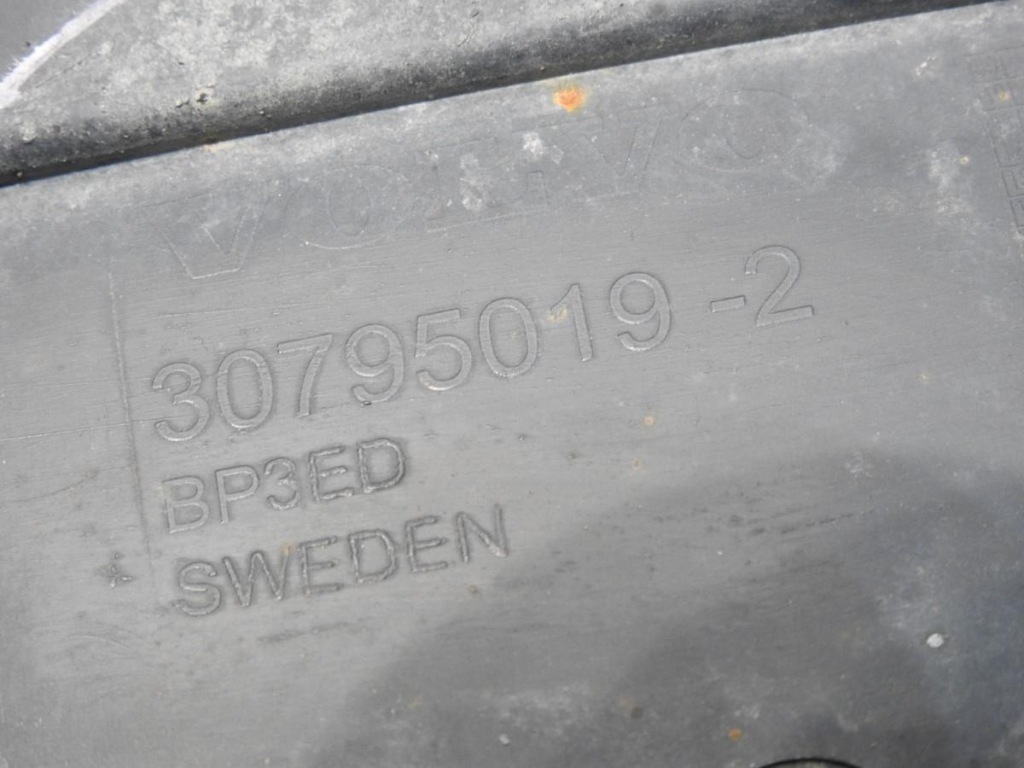 VOLVO
30795019 -2
BP3ED
SWEDEN